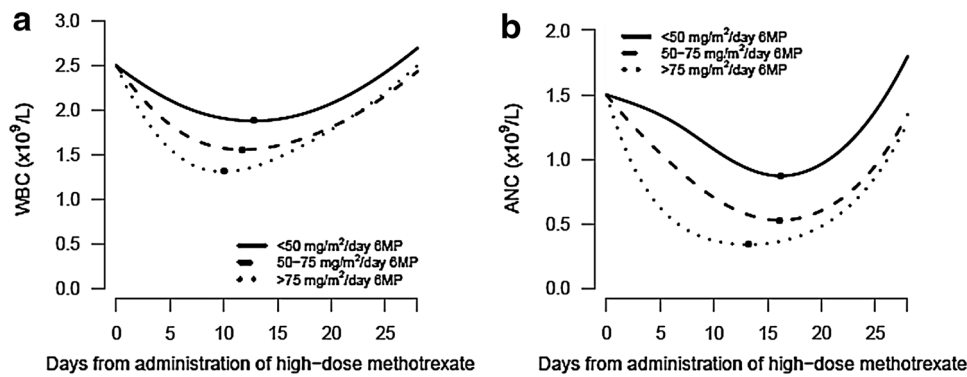 a
3.0
2.5
2.0
1.5
1.0
0.5
0.0
WBC (x10⁹/L)
<50 mg/m²/day 6MP
50–75 mg/m²/day 6MP
>75 mg/m²/day 6MP
0 5 10 15 20 25
Days from administration of high–dose methotrexate
b
2.0
1.5
1.0
0.5
0.0
ANC (x10⁹/L)
<50 mg/m²/day 6MP
50–75 mg/m²/day 6MP
>75 mg/m²/day 6MP
0 5 10 15 20 25
Days from administration of high–dose methotrexate